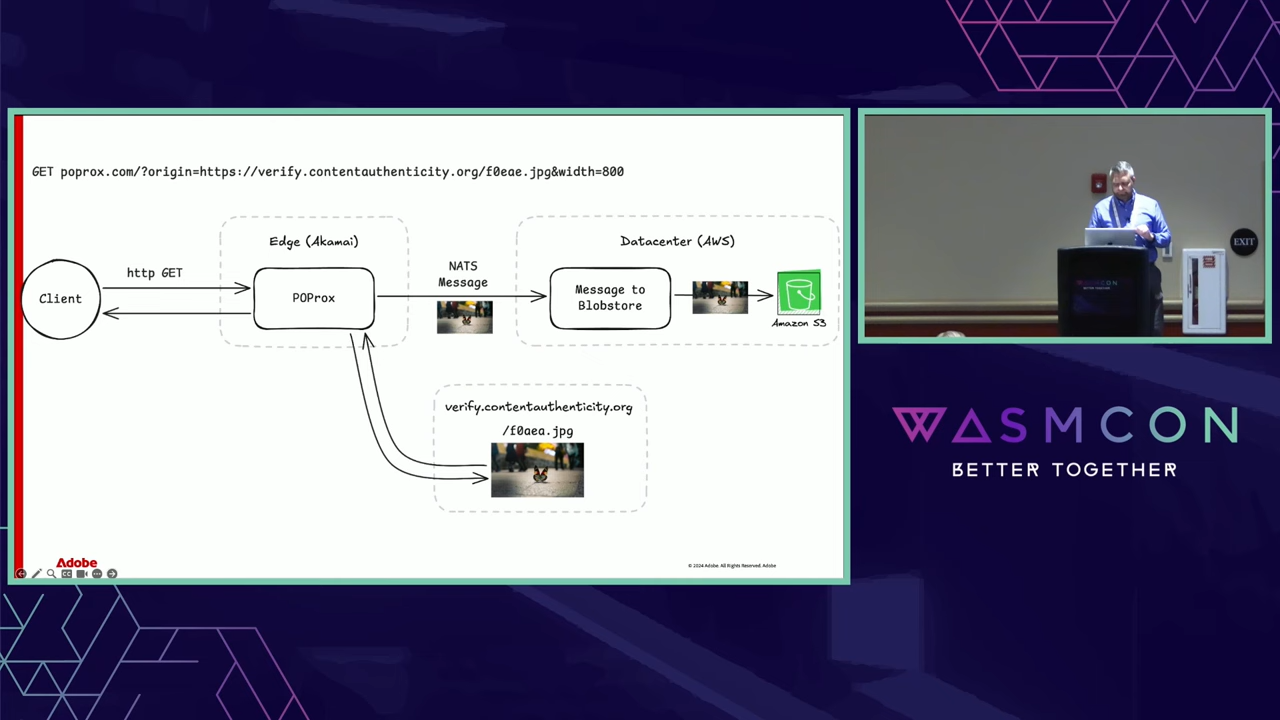 GET poprox.com/?origin=https://verify.contentauthenticity.org/f0eae.jpg&width=800
Edge (Akamai)
Datacenter (AWS)
Client
http GET
POProx
NATS
Message
Message to
Blobstore
Amazon S3
verify.contentauthenticity.org
/f0aea.jpg
Adobe
© 2024 Adobe. All Rights Reserved. Adobe
EXIT
WASMCON
WASMCON
BETTER TOGETHER